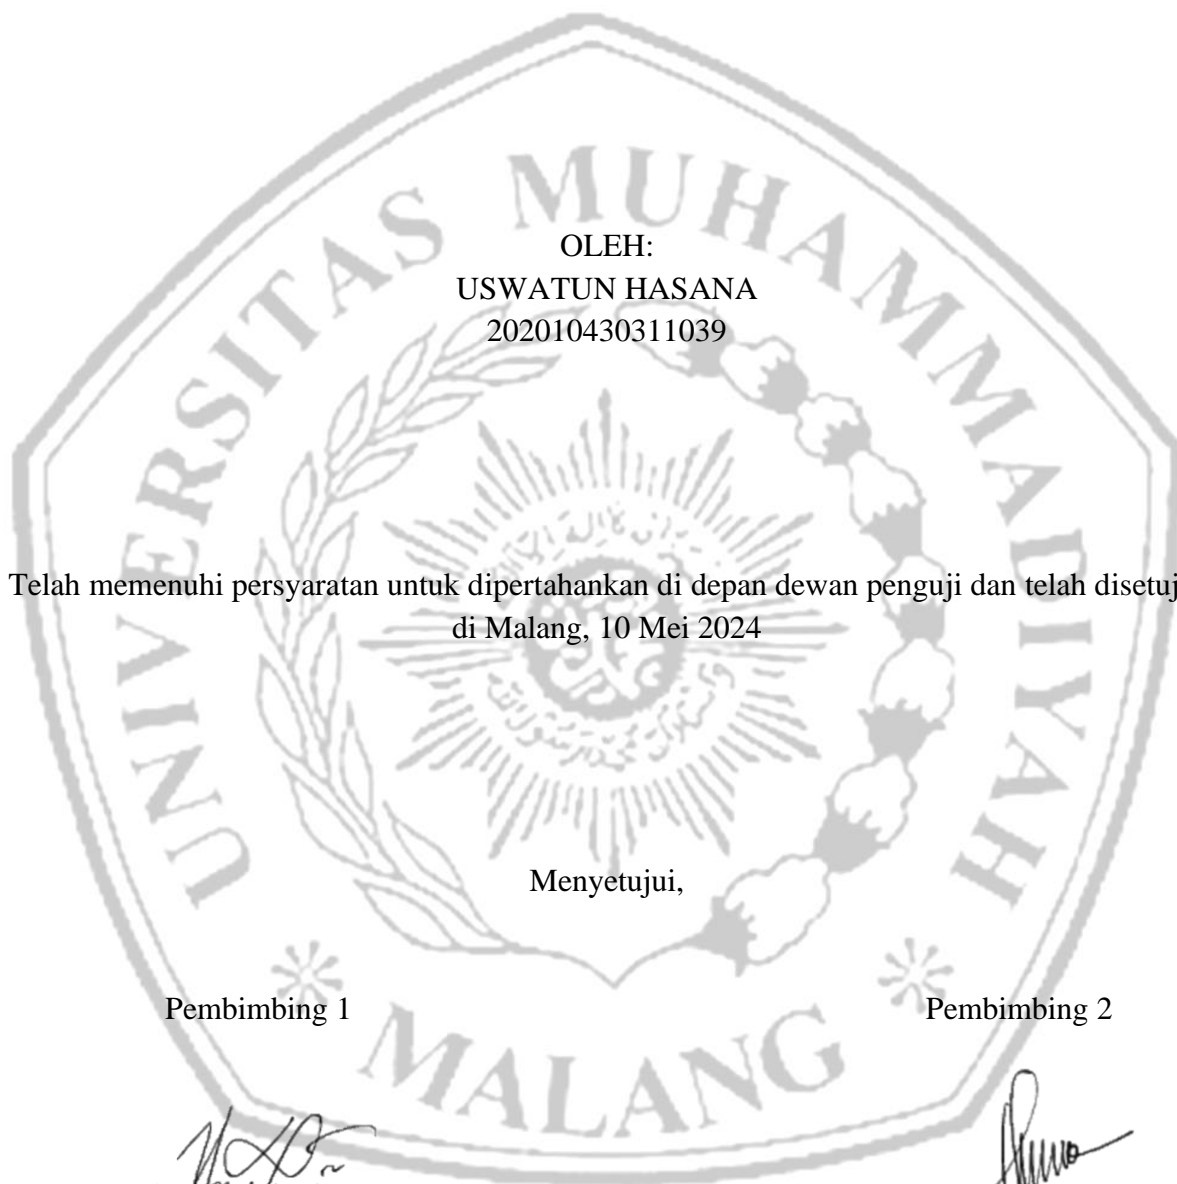 UNIVERSITAS MUHAMMADIYAH
OLEH:
USWATUN HASANA
202010430311039
Telah memenuhi persyaratan untuk dipertahankan di depan dewan penguji dan telah disetuj
di Malang, 10 Mei 2024
Menyetujui,
Pembimbing 1 Pembimbing 2
MALANG